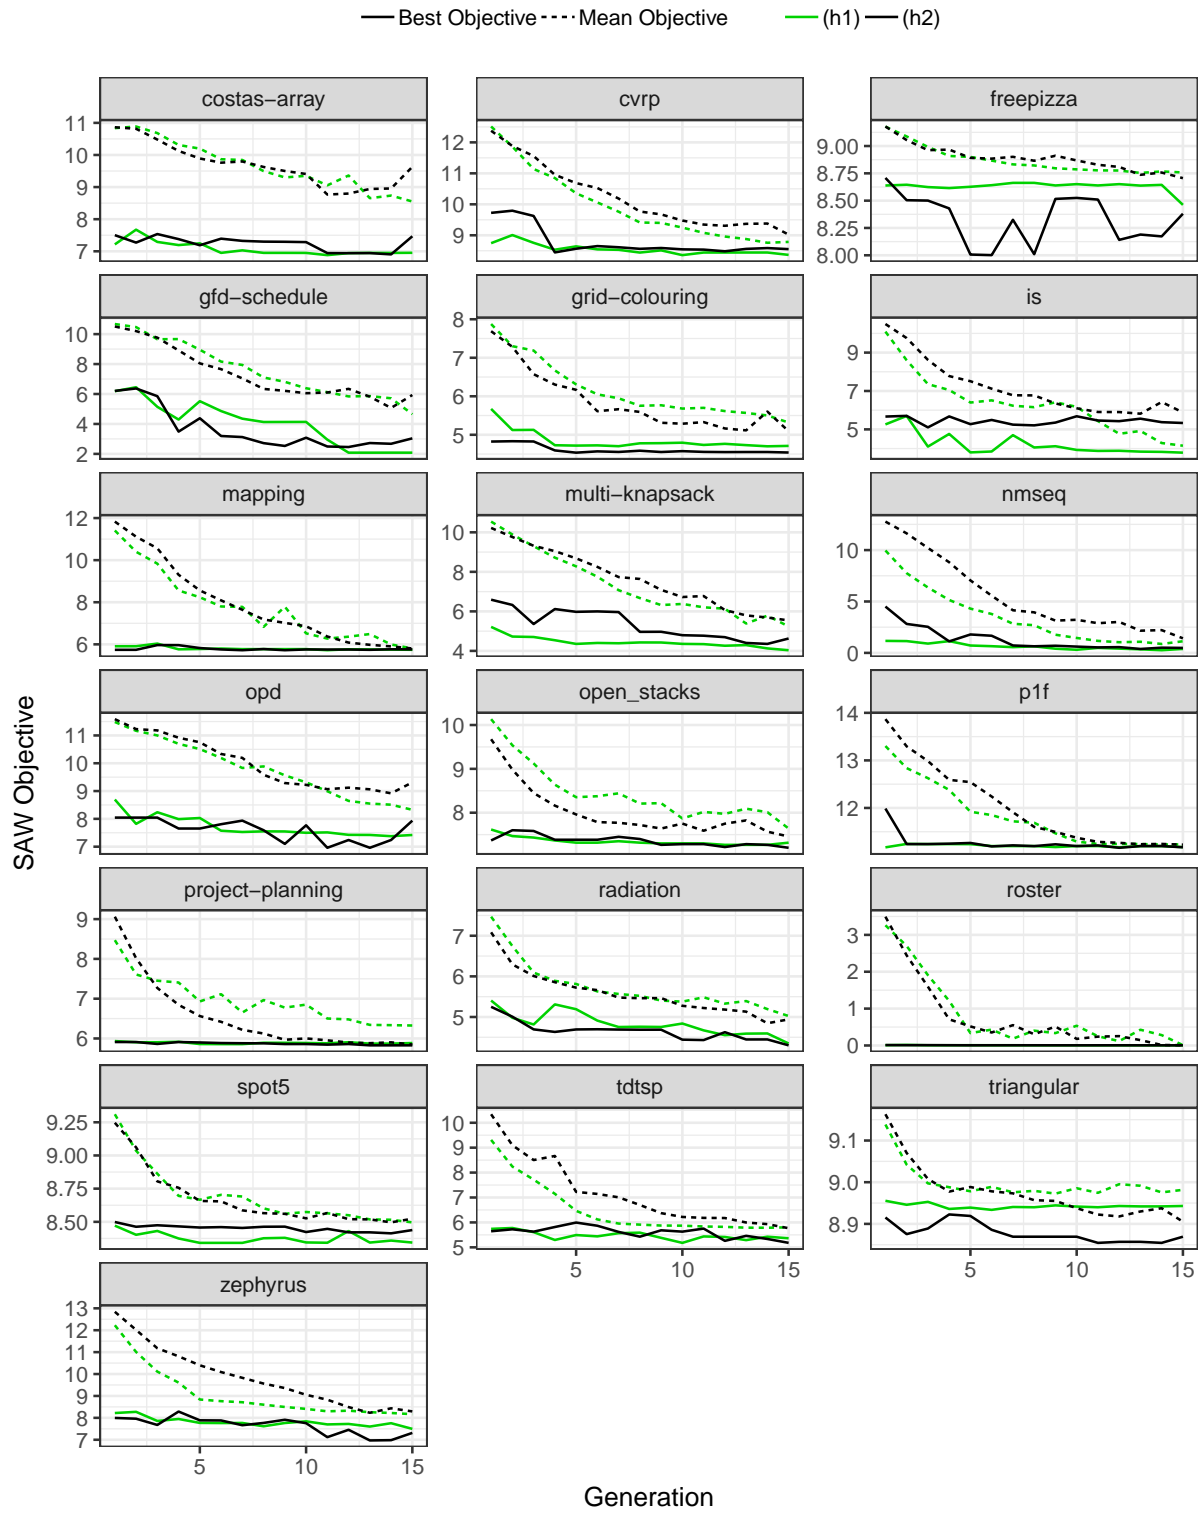 Best Objective Mean Objective (h1) (h2)
costas−array cvrp freepizza
11 10 9 8 7
12 11 10 9
9.00 8.75 8.50 8.25 8.00
gfd−schedule grid−colouring is
10 8 6 4 2
8 7 6 5
9 7 5
mapping multi−knapsack nmseq
12 10 8 6
10 8 6 4
10 5 0
opd open_stacks p1f
11 10 9 8 7
10 9 8
14 13 12
project−planning radiation roster
9 8 7 6
7 6 5
3 2 1 0
spot5 tdtsp triangular
9.25 9.00 8.75 8.50
10 9 8 7 6 5
9.1 9.0 8.9
5 10 15
5 10 15
zephyrus
13 12 11 10 9 8 7
5 10 15
SAW Objective
Generation